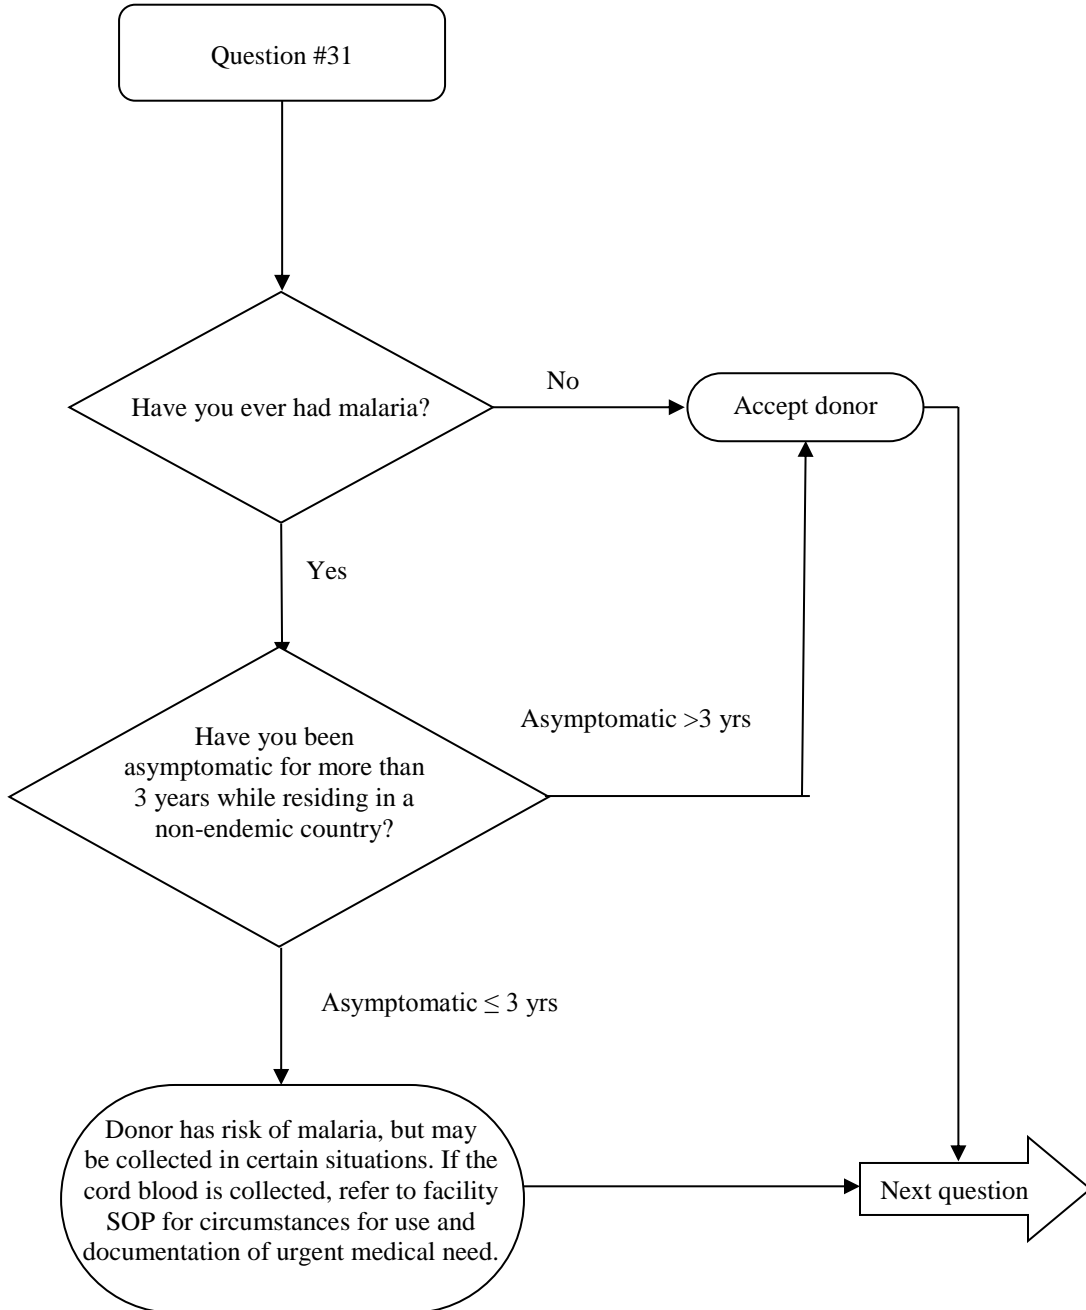 Question #31
Have you ever had malaria?
No
Accept donor
Yes
Asymptomatic >3 yrs
Have you been
asymptomatic for more than
3 years while residing in a
non-endemic country?
Asymptomatic ≤ 3 yrs
Donor has risk of malaria, but may
be collected in certain situations. If the
cord blood is collected, refer to facility
SOP for circumstances for use and
documentation of urgent medical need.
Next question